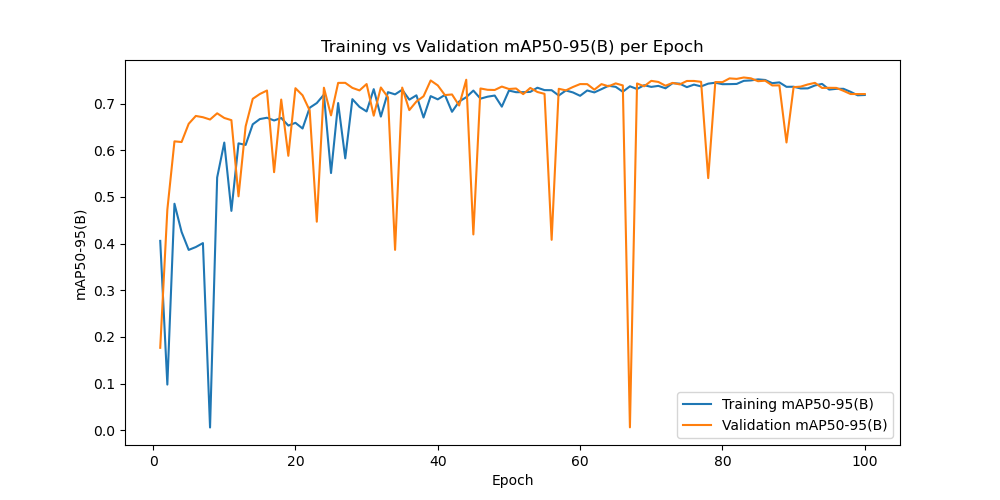 Training vs Validation mAP50-95(B) per Epoch
mAP50-95(B)
0.7
0.6
0.5
0.4
0.3
0.2
0.1
0.0
0
20
40
60
80
100
Epoch
Training mAP50-95(B)
Validation mAP50-95(B)